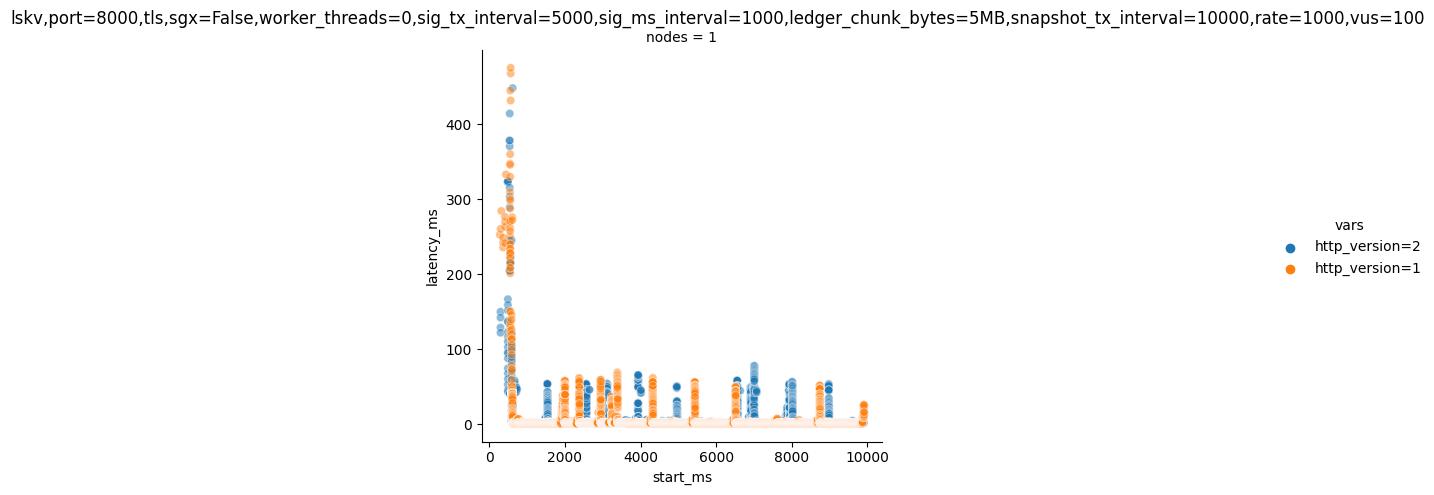 lskv,port=8000,tls,sgx=False,worker_threads=0,sig_tx_interval=5000,sig_ms_interval=1000,ledger_chunk_bytes=5MB,snapshot_tx_interval=10000,rate=1000,vus=100
nodes = 1
400
300
200
100
0
latency_ms
0 2000 4000 6000 8000 10000
start_ms
vars
http_version=2
http_version=1